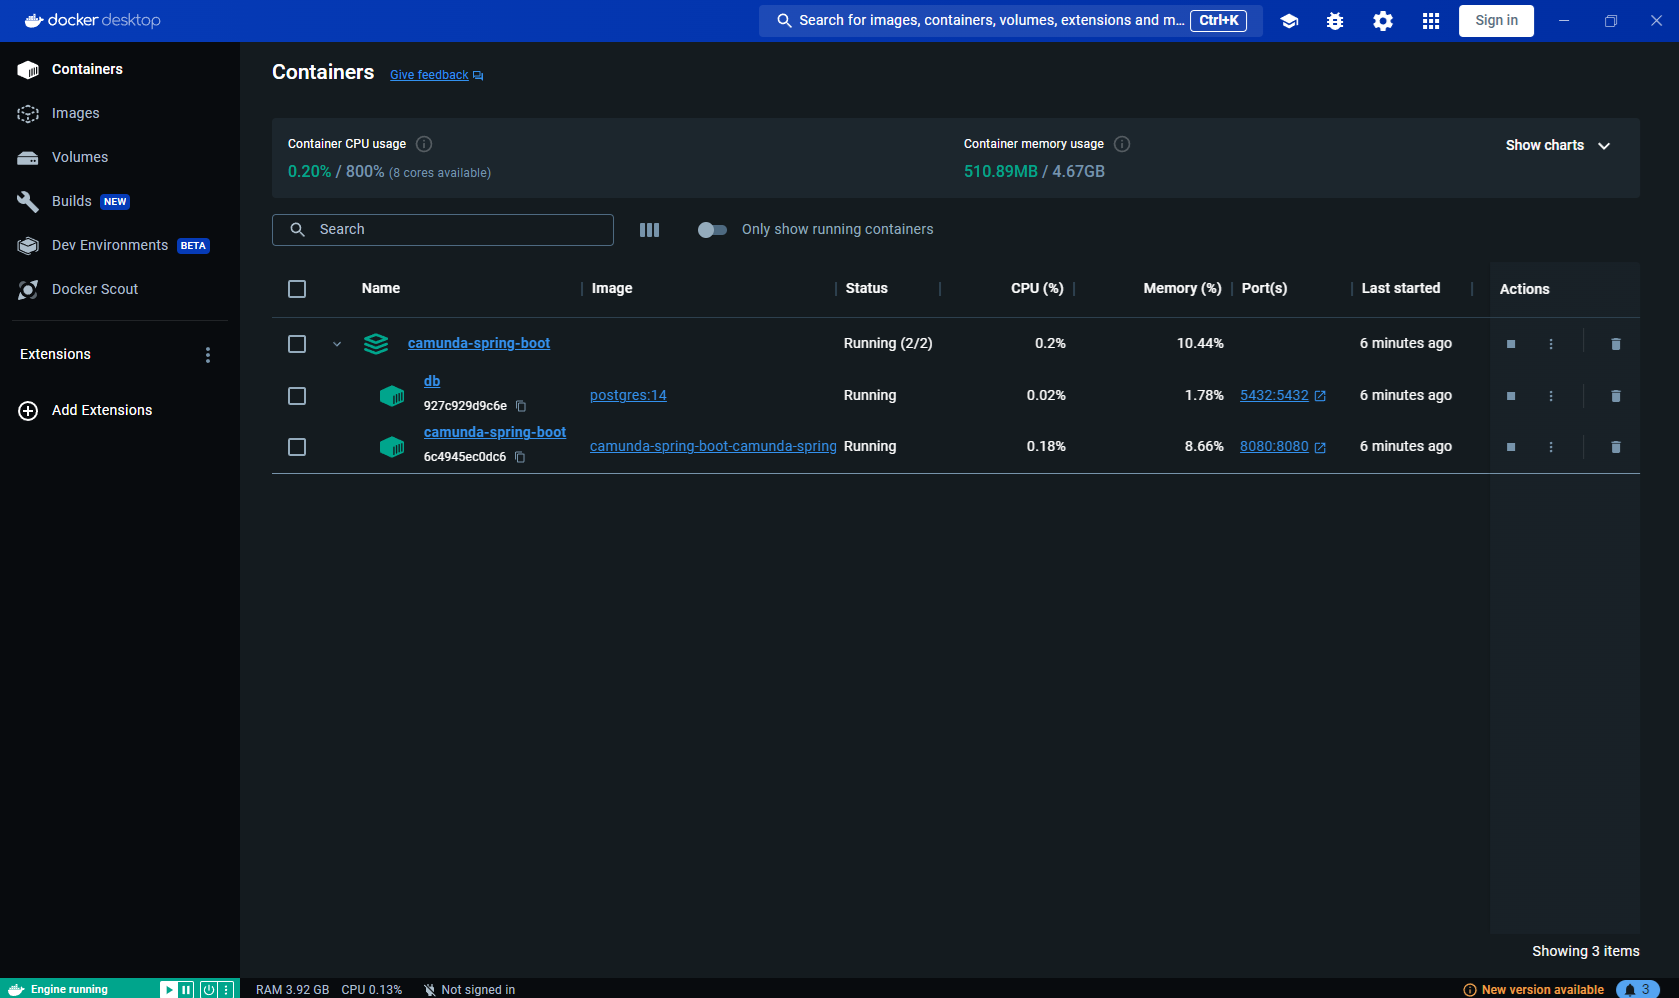 docker desktop
Search for images, containers, volumes, extensions and m... Ctrl+K
Sign in
Containers
Images
Volumes
Builds NEW
Dev Environments BETA
Docker Scout
Extensions
Add Extensions
Containers Give feedback
Container CPU usage
0.20% / 800% (8 cores available)
Container memory usage
510.89MB / 4.67GB
Show charts
Search
Only show running containers
Name Image Status CPU (%) Memory (%) Port(s) Last started Actions
camunda-spring-boot Running (2/2) 0.2% 10.44% 6 minutes ago
db
927c929d9c6e postgres:14 Running 0.02% 1.78% 5432:5432 6 minutes ago
camunda-spring-boot
6c4945ec0dc6 camunda-spring-boot-camunda-spring Running 0.18% 8.66% 8080:8080 6 minutes ago
Showing 3 items
Engine running
RAM 3.92 GB CPU 0.13% Not signed in
New version available 3